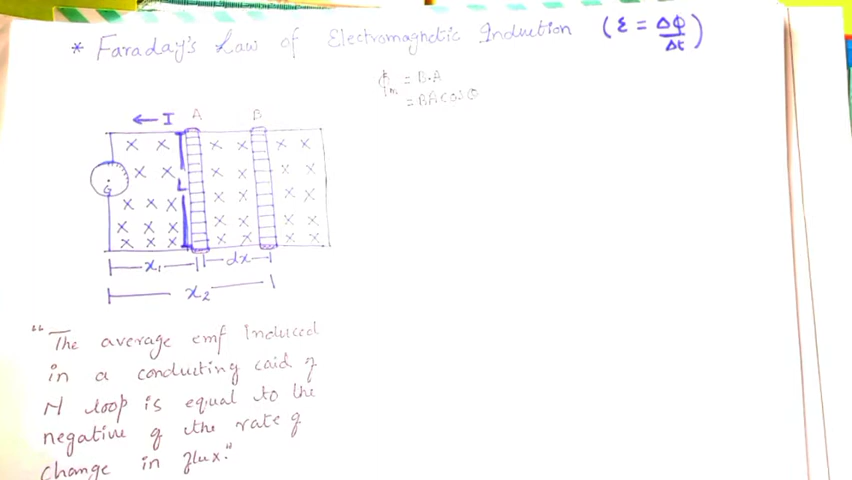 * Faraday's Law of Electromagnetic Induction (ε = Δφ/Δt)
φm = B·A
= BA cos θ
← I A B
G
L
x₁ dx
x₂
"The average emf Induced
in a conducting coid of
N loop is equal to the
negative of the rate of
change in flux."